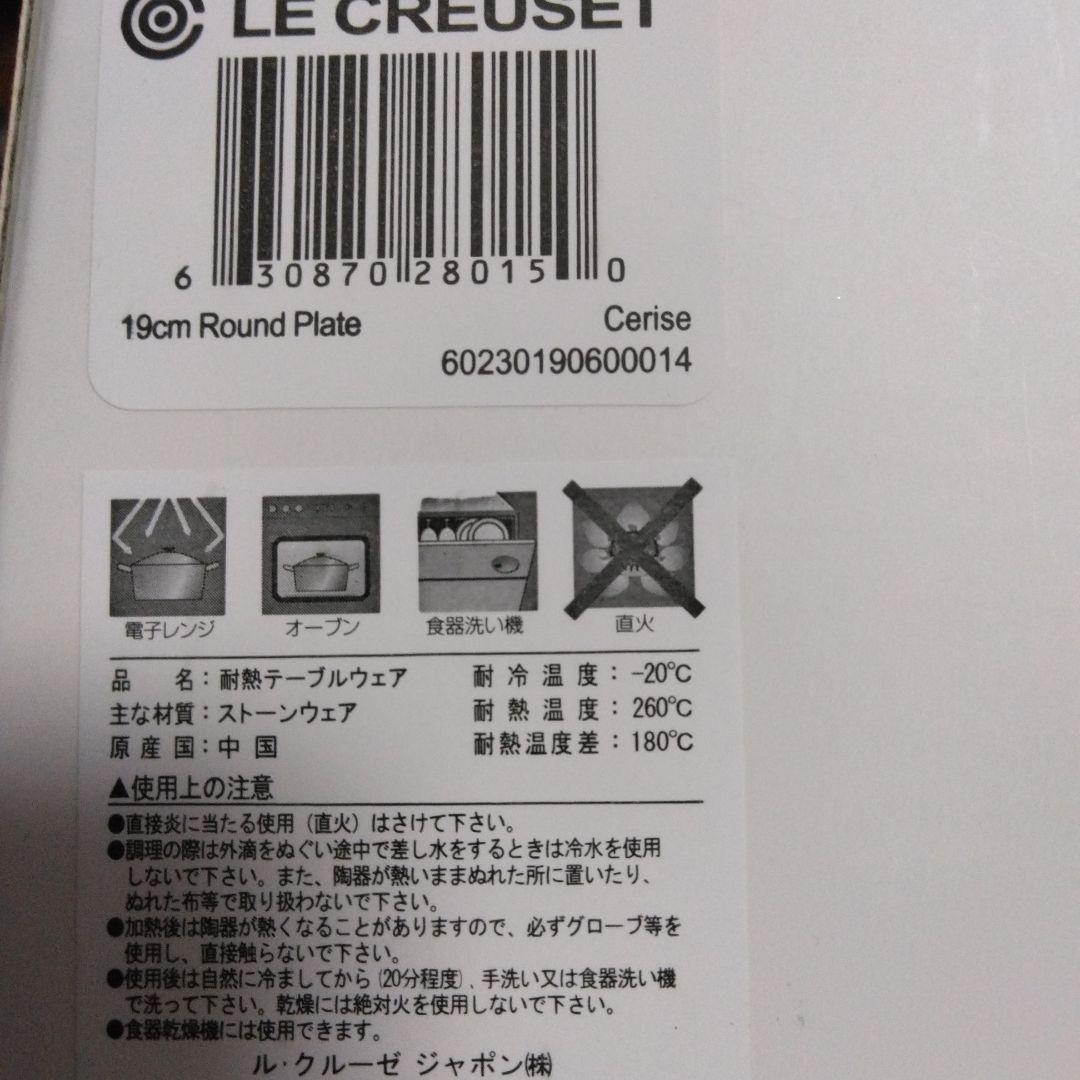 LE CREUSET
6 30870 28015 0
19cm Round Plate Cerise
60230190600014
電子レンジ オーブン 食器洗い機 直火
品名：耐熱テーブルウェア 耐冷温度：-20℃
主な材質：ストーンウェア 耐熱温度：260℃
原産国：中国 耐熱温度差：180℃
▲使用上の注意
●直接炎に当たる使用（直火）はさけて下さい。
●調理の際は外滴をぬぐい途中で差し水をするときは冷水を使用
しないで下さい。また、陶器が熱いままぬれた所に置いたり、
ぬれた布等で取り扱わないで下さい。
●加熱後は陶器が熱くなることがありますので、必ずグローブ等を
使用し、直接触らないで下さい。
●使用後は自然に冷ましてから(20分程度)、手洗い又は食器洗い機
で洗って下さい。乾燥には絶対火を使用しないで下さい。
●食器乾燥機には使用できます。
ル・クルーゼ ジャポン㈱